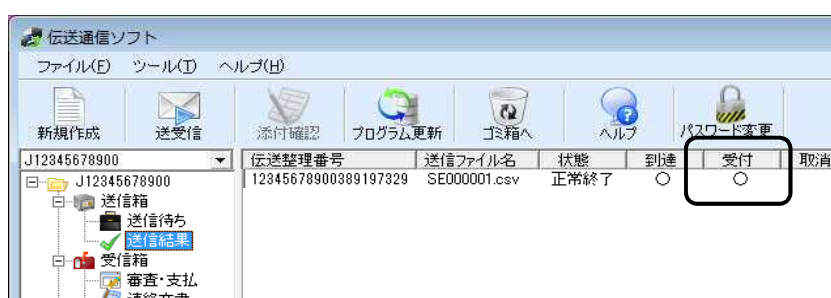 伝送通信ソフト
ファイル(F) ツール(T) ヘルプ(H)
新規作成 送受信 添付確認 プログラム更新 ゴミ箱へ ヘルプ パスワード変更
J12345678900
伝送整理番号 送信ファイル名 状態 到達 受付 取消
12345678900389197329 SE000001.csv 正常終了 ○ ○
J12345678900
送信箱
送信待ち
送信結果
受信箱
審査・支払
連絡文書